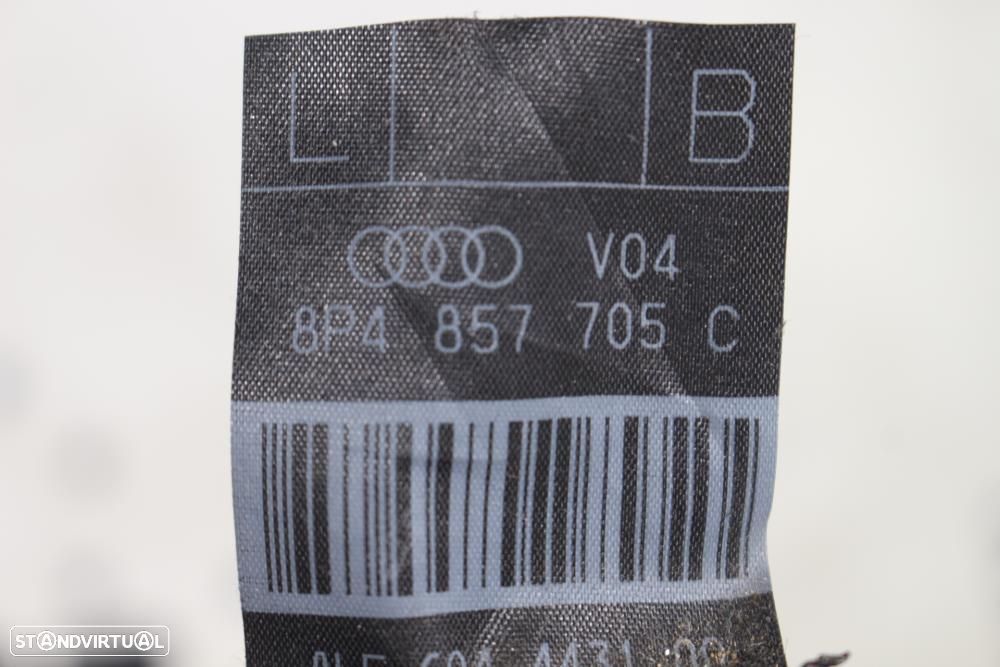 L B
V04
8P4 857 705 C
STANDVIRTUAL